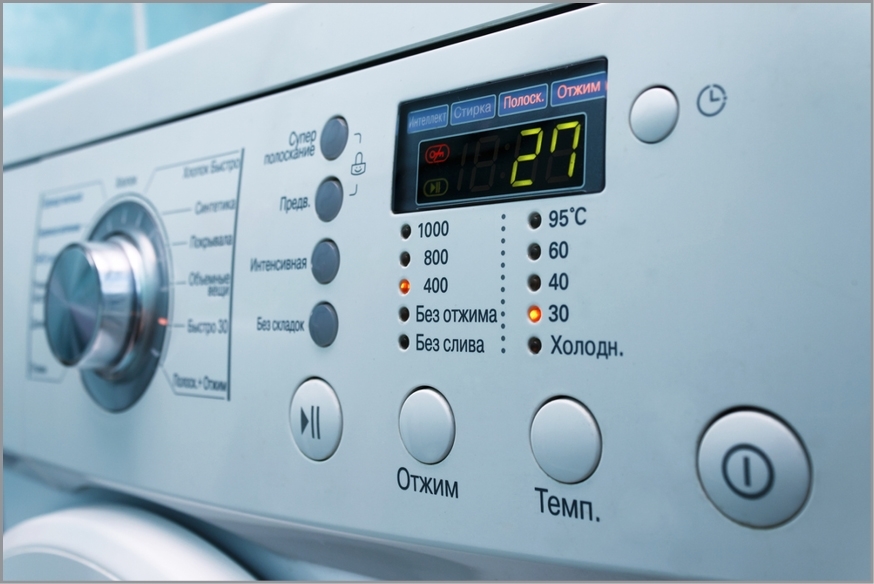 Интеллект Стирка Полоск. Отжим
27
Супер
полоскание
Предв.
Интенсивная
Без складок
Хлопок Быстро
Синтетика
Покрывала
Объемные
вещи
Быстро 30
Полоск.+Отжим
1000
800
400
Без отжима
Без слива
95°C
60
40
30
Холодн.
Отжим
Темп.